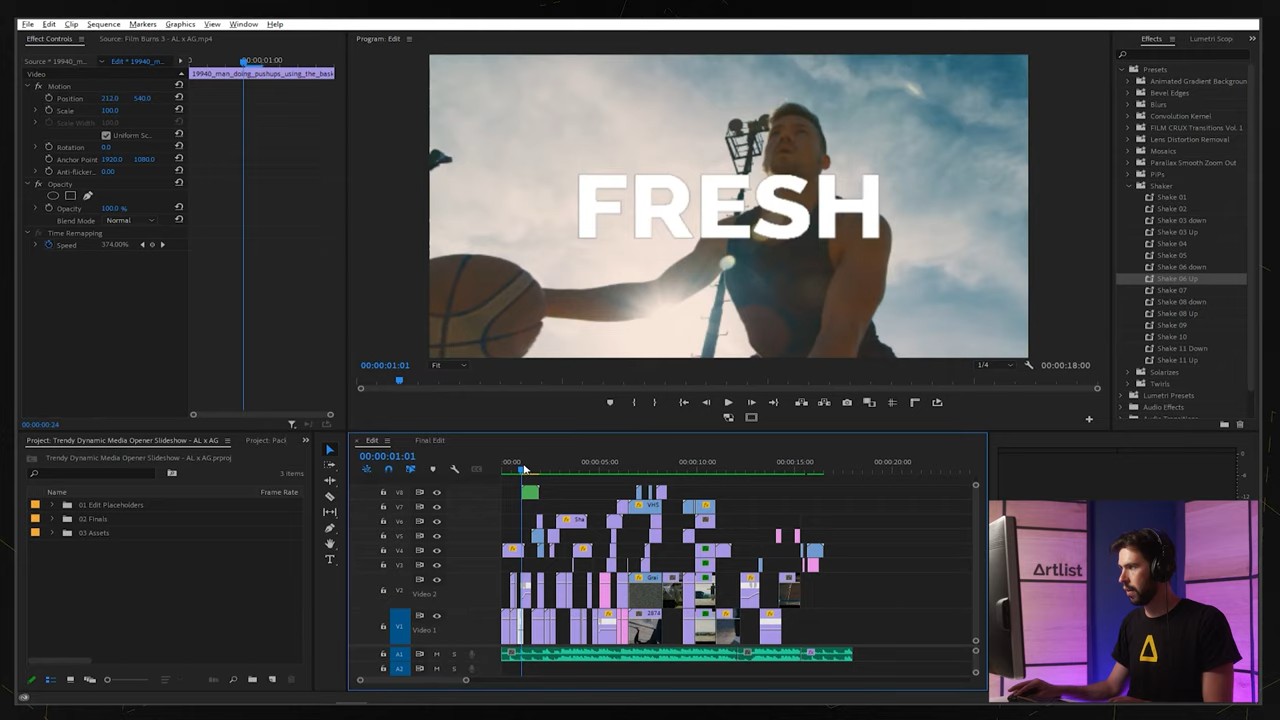 File Edit Clip Sequence Markers Graphics View Window Help
Effect Controls
Source: Film Burns 3 - AL x AG.mp4
Source * 19940_m...
Edit * 19940_m...
00:00:01:00
Video
19940_man_doing_pushups_using_the_bask
Motion
Position 212.0 540.0
Scale 100.0
Scale Width 100.0
Uniform Sc...
Rotation 0.0
Anchor Point 1920.0 1080.0
Anti-flicker... 0.00
Opacity
Opacity 100.0 %
Blend Mode Normal
Time Remapping
Speed 374.00%
00:00:00:24
Program: Edit
FRESH
00:00:01:01
Fit
1/4
00:00:18:00
Effects
Lumetri Scop
Presets
Animated Gradient Backgroun
Bevel Edges
Blurs
Convolution Kernel
FILM CRUX Transitions Vol. 1
Lens Distortion Removal
Mosaics
Parallax Smooth Zoom Out
PiPs
Shaker
Shake 01
Shake 02
Shake 03 down
Shake 03 Up
Shake 04
Shake 05
Shake 06 down
Shake 06 Up
Shake 07
Shake 08 down
Shake 08 Up
Shake 09
Shake 10
Shake 11 Down
Shake 11 Up
Solarizes
Twirls
Lumetri Presets
Audio Effects
Project: Trendy Dynamic Media Opener Slideshow - AL x AG
Project: Pacl
Trendy Dynamic Media Opener Slideshow - AL x AG.prproj
3 items
Name
Frame Rate
01 Edit Placeholders
02 Finals
03 Assets
Edit
Final Edit
00:00:01:01
00:00
00:00:05:00
00:00:10:00
00:00:15:00
00:00:20:00
V8
V7
VHS
V6
Sha
V5
V4
V3
V2
Video 2
Grai
V1
Video 1
2874
A1 M S
A2 M S
0
-6
-12
Artlist